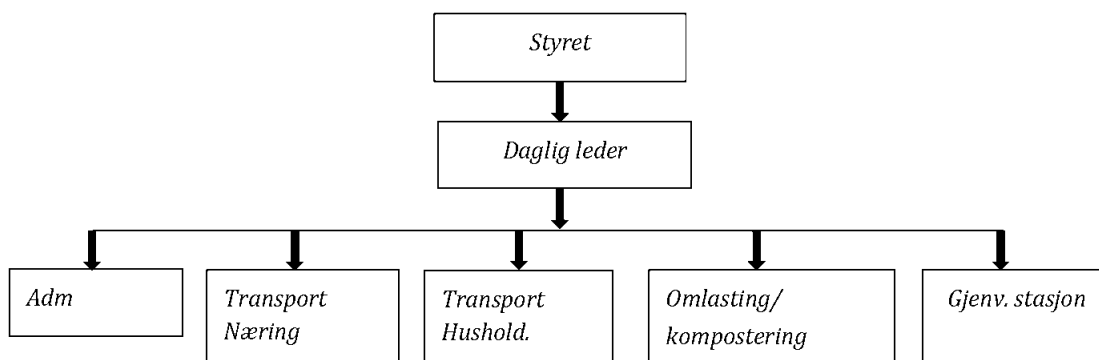 Styret
Daglig leder
Adm
Transport
Næring
Transport
Hushold.
Omlasting/
kompostering
Gjenv. stasjon